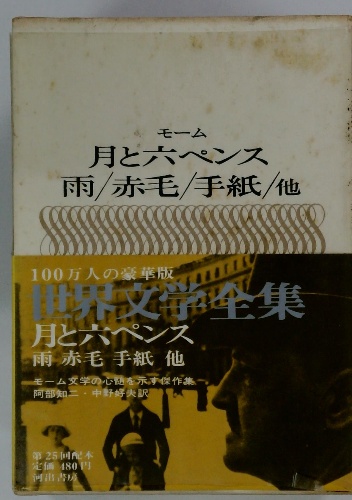 モーム
月と六ペンス
雨/赤毛/手紙/他
100万人の豪華版
世界文学全集
月と六ペンス
雨 赤毛 手紙 他
モーム文学の心髄を示す傑作集
阿部知二・中野好夫訳
第25回配本
定価 480円
河出書房